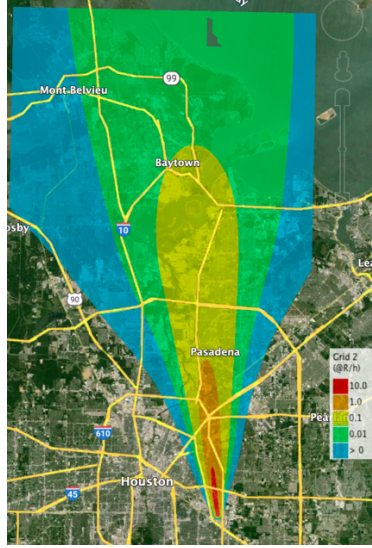 99
Mont Belvieu
Baytown
10
osby
Lea
90
Pasadena
Grid 2
(@R/h)
10.0
1.0
0.1
0.01
> 0
Pea
610
Houston
45